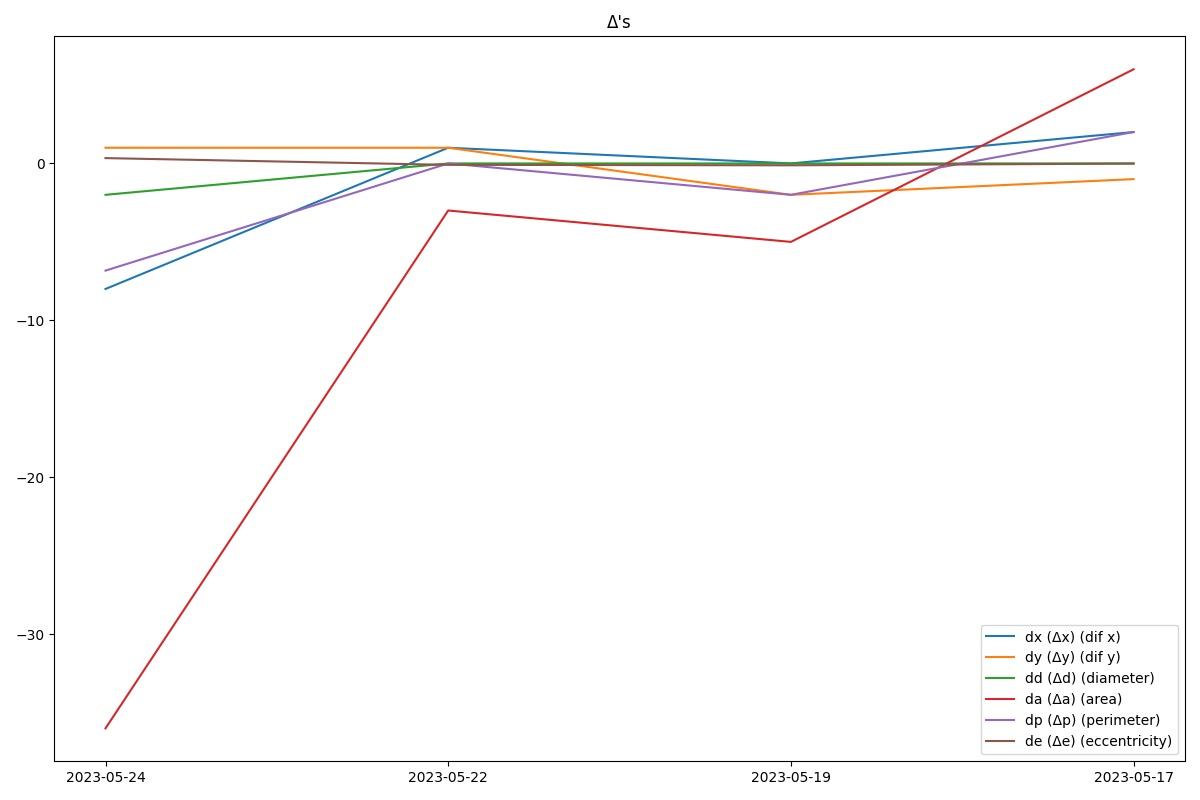 Δ's
0
−10
−20
−30
2023-05-24
2023-05-22
2023-05-19
2023-05-17
dx (Δx) (dif x)
dy (Δy) (dif y)
dd (Δd) (diameter)
da (Δa) (area)
dp (Δp) (perimeter)
de (Δe) (eccentricity)